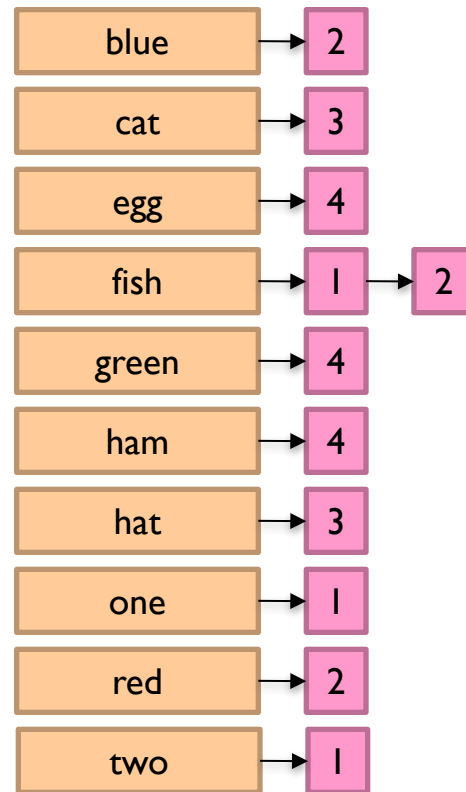 blue 2
cat 3
egg 4
fish 1 2
green 4
ham 4
hat 3
one 1
red 2
two 1